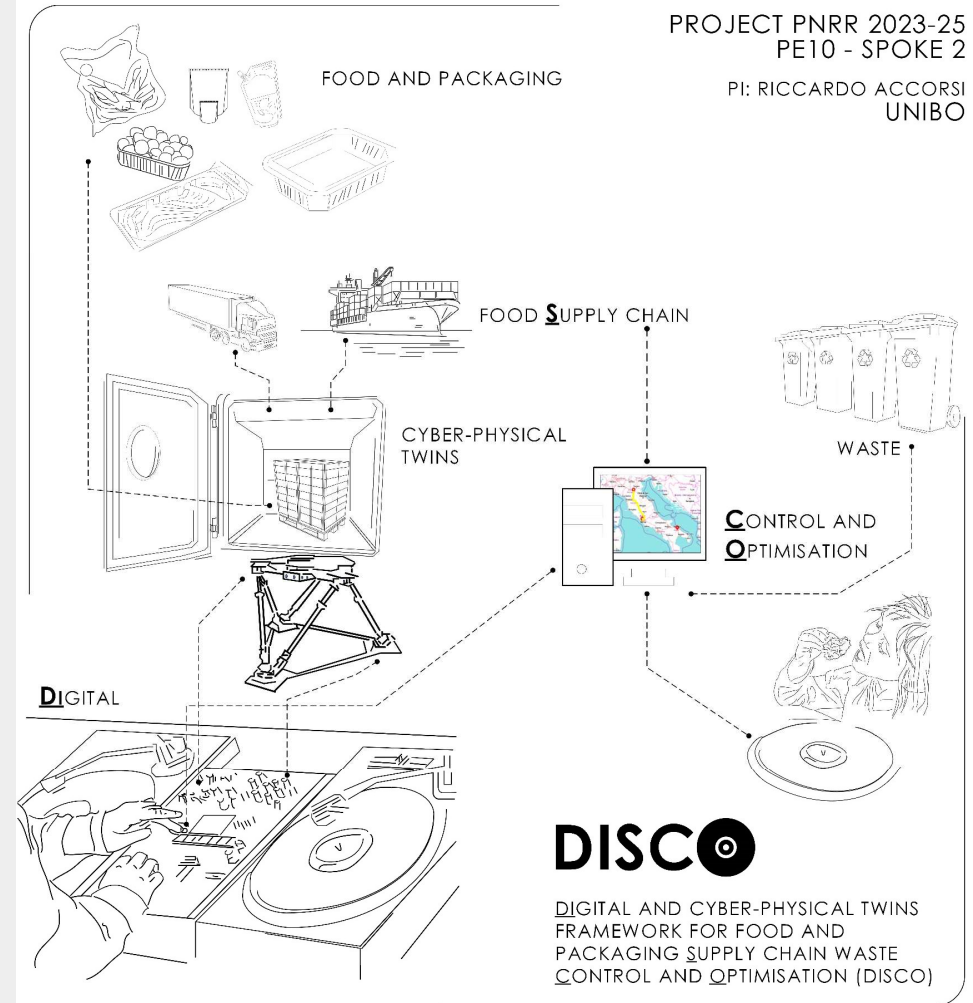 PROJECT PNRR 2023-25
PE10 - SPOKE 2
PI: RICCARDO ACCORSI
UNIBO
FOOD AND PACKAGING
FOOD SUPPLY CHAIN
CYBER-PHYSICAL
TWINS
WASTE
CONTROL AND
OPTIMISATION
DIGITAL
V
V
DISCO
DIGITAL AND CYBER-PHYSICAL TWINS
FRAMEWORK FOR FOOD AND
PACKAGING SUPPLY CHAIN WASTE
CONTROL AND OPTIMISATION (DISCO)